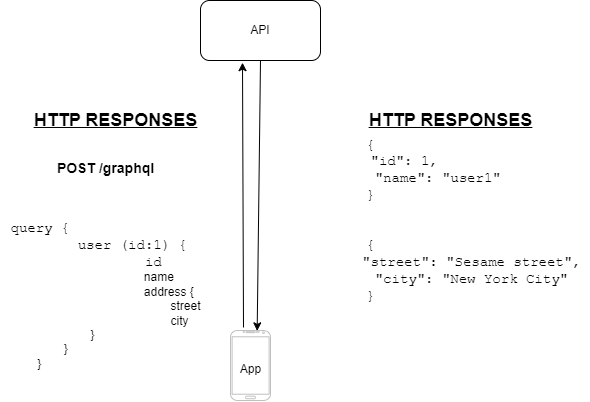 API
HTTP RESPONSES
POST /graphql
query {
user (id:1) {
id
name
address {
street
city
}
}
}
HTTP RESPONSES
{
"id": 1,
"name": "user1"
}
{
"street": "Sesame street",
"city": "New York City"
}
App